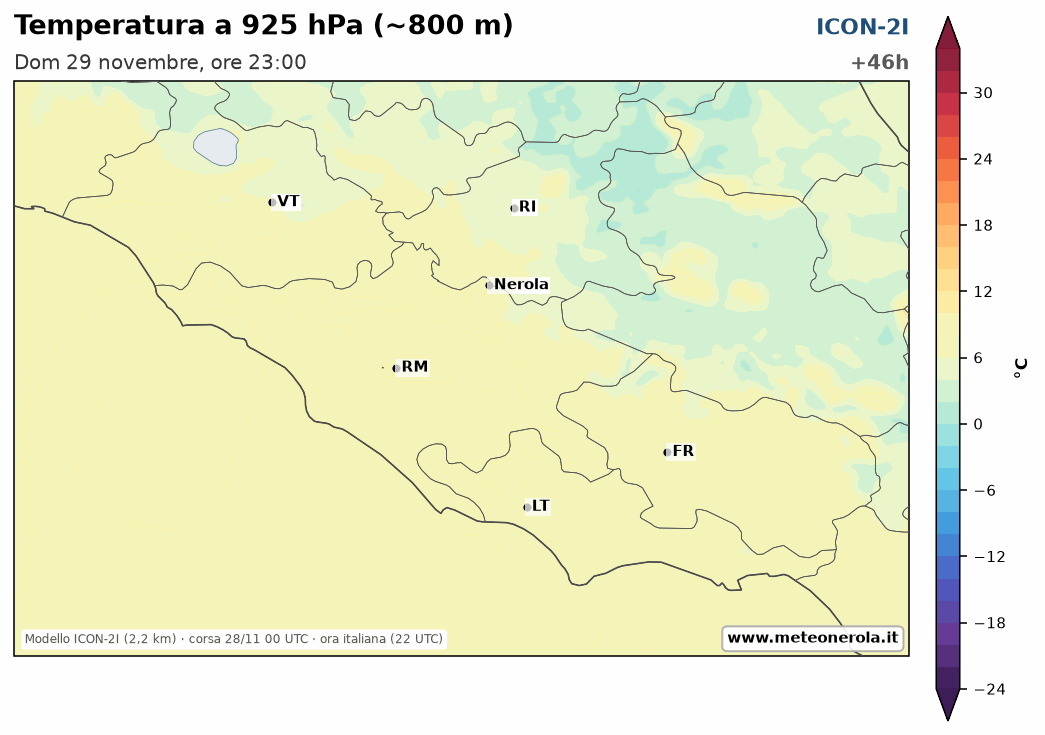 Temperatura a 925 hPa (~800 m)
ICON-2I
Dom 29 novembre, ore 23:00
+46h
VT
RI
Nerola
RM
FR
LT
Modello ICON-2I (2,2 km) · corsa 28/11 00 UTC · ora italiana (22 UTC)
www.meteonerola.it
30
24
18
12
6
0
−6
−12
−18
−24
°C